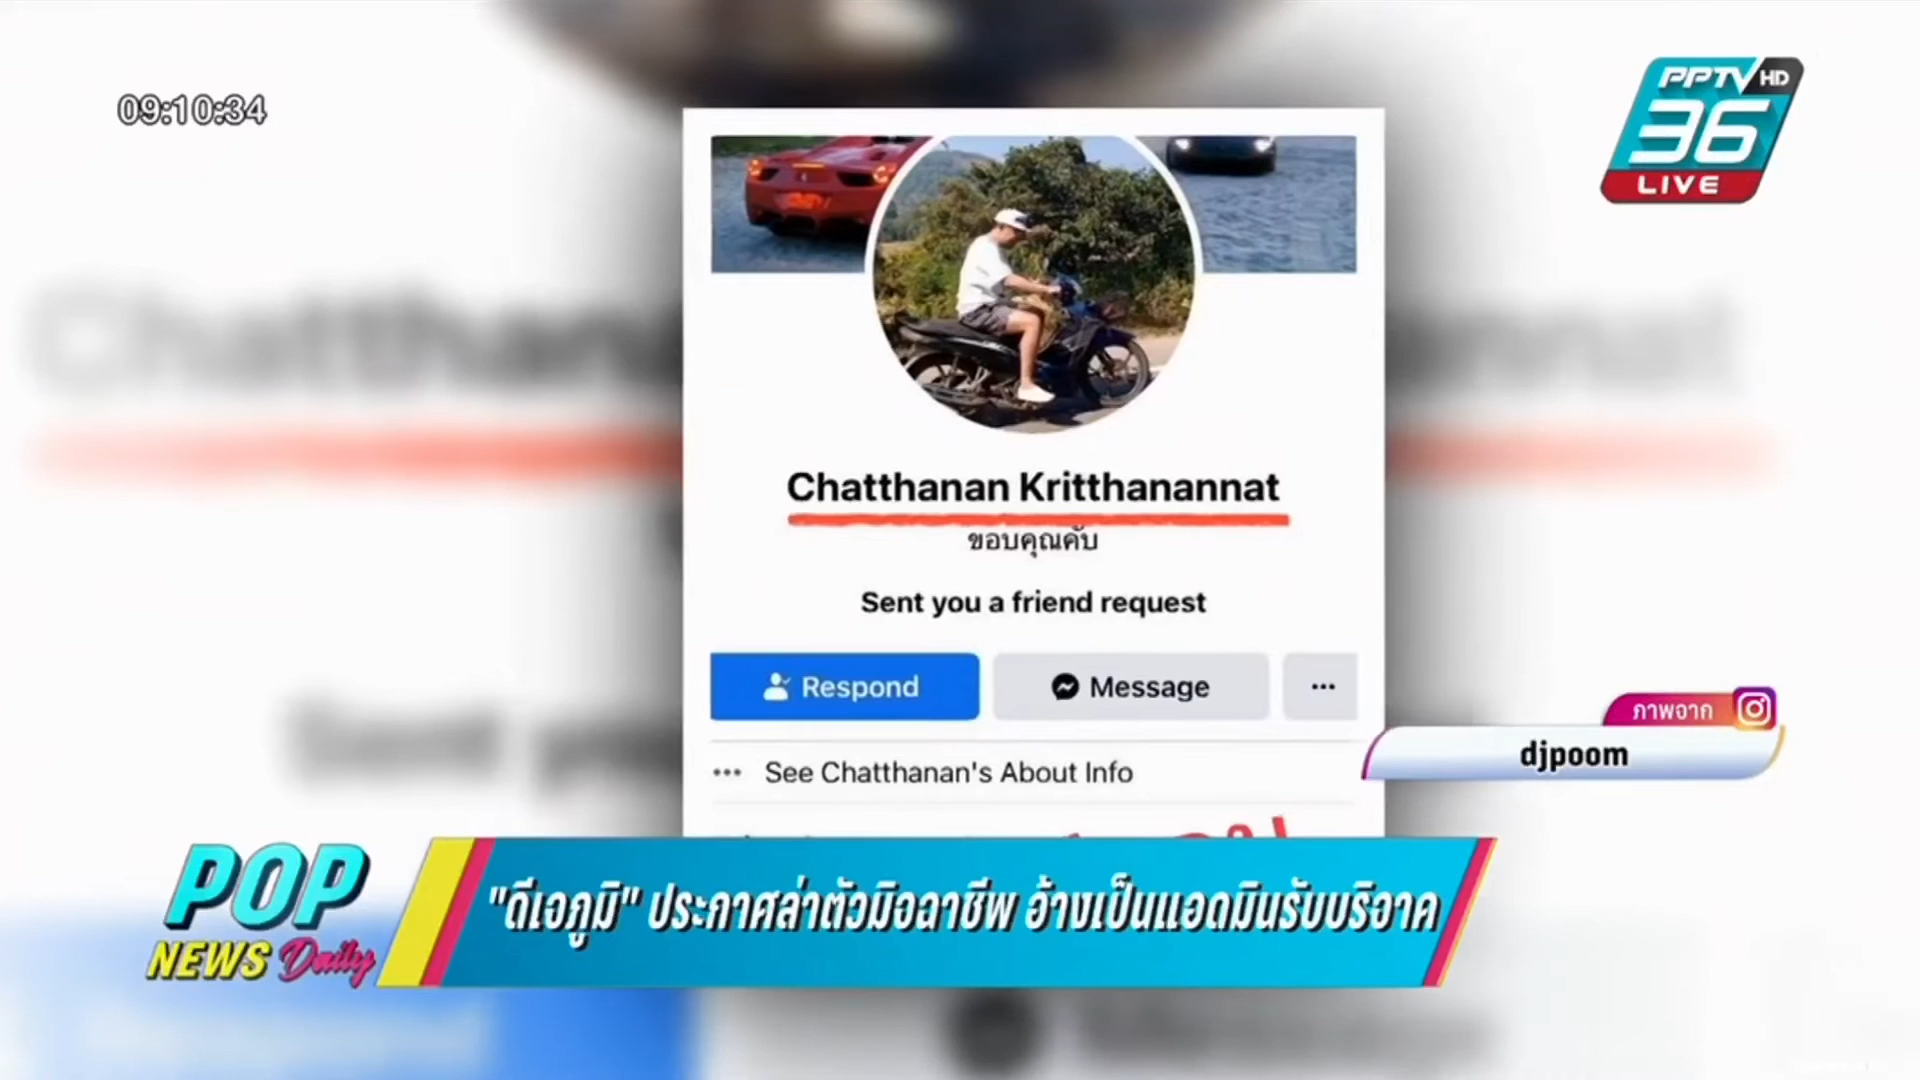 09:10:34
PPTV HD
36
LIVE
Chatthanan Kritthanannat
ขอบคุณคับ
Sent you a friend request
Respond
Message
See Chatthanan's About Info
ภาพจาก
djpoom
POP
NEWS Daily
"ดีเจภูมิ" ประกาศล่าตัวมิจฉาชีพ อ้างเป็นแอดมินรับบริจาค